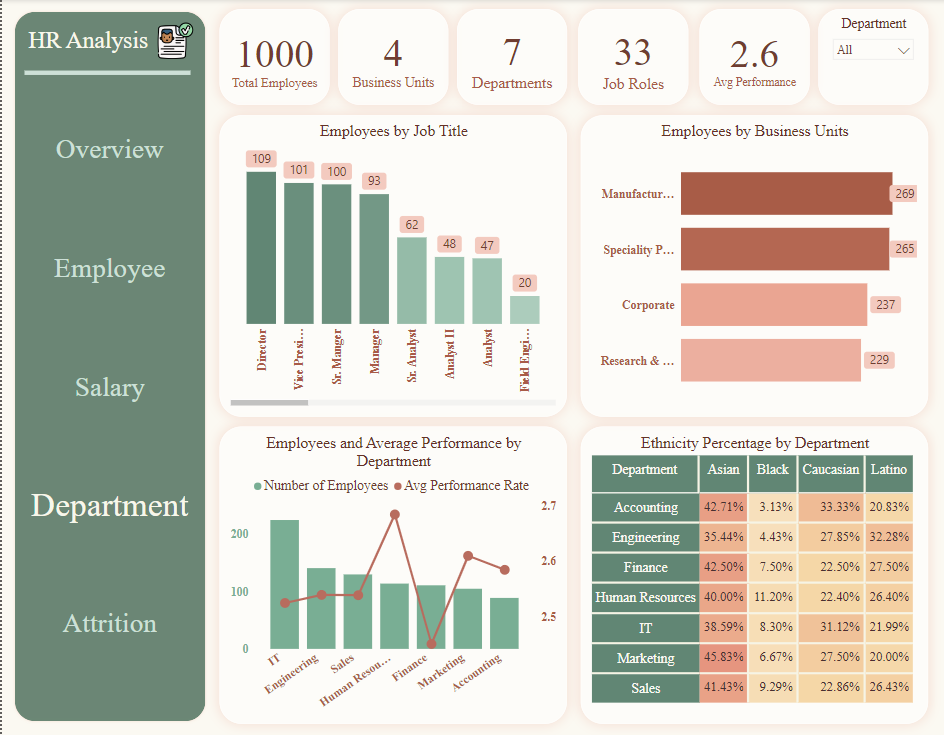 HR Analysis
Overview
Employee
Salary
Department
Attrition
1000
Total Employees
4
Business Units
7
Departments
33
Job Roles
2.6
Avg Performance
Department
All
Employees by Job Title
109
101
100
93
62
48
47
20
Director
Vice Presi...
Sr. Manger
Manager
Sr. Analyst
Analyst II
Analyst
Field Engi...
Employees by Business Units
Manufactur... 269
Speciality P... 265
Corporate 237
Research & ... 229
Employees and Average Performance by
Department
Number of Employees Avg Performance Rate
200
100
0
2.7
2.6
2.5
IT
Engineering
Sales
Human Resou...
Finance
Marketing
Accounting
Ethnicity Percentage by Department
Department Asian Black Caucasian Latino
Accounting 42.71% 3.13% 33.33% 20.83%
Engineering 35.44% 4.43% 27.85% 32.28%
Finance 42.50% 7.50% 22.50% 27.50%
Human Resources 40.00% 11.20% 22.40% 26.40%
IT 38.59% 8.30% 31.12% 21.99%
Marketing 45.83% 6.67% 27.50% 20.00%
Sales 41.43% 9.29% 22.86% 26.43%